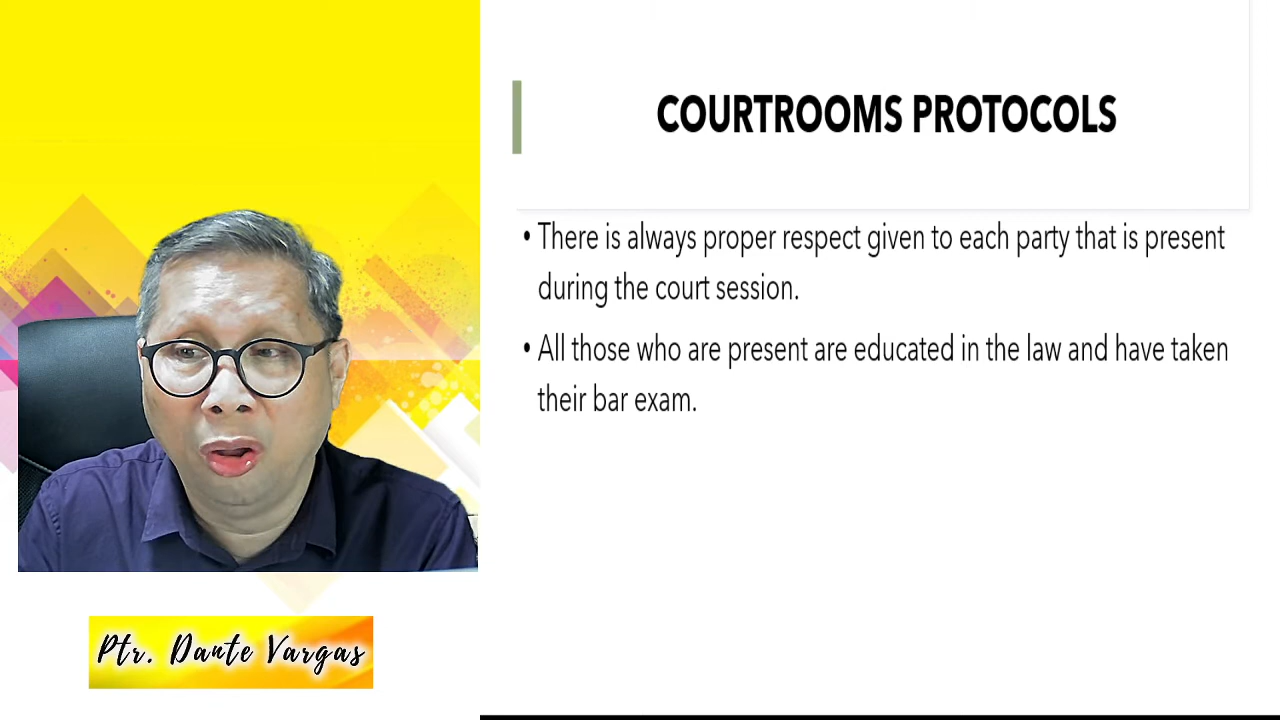 COURTROOMS PROTOCOLS
• There is always proper respect given to each party that is present
during the court session.
• All those who are present are educated in the law and have taken
their bar exam.
Ptr. Dante Vargas